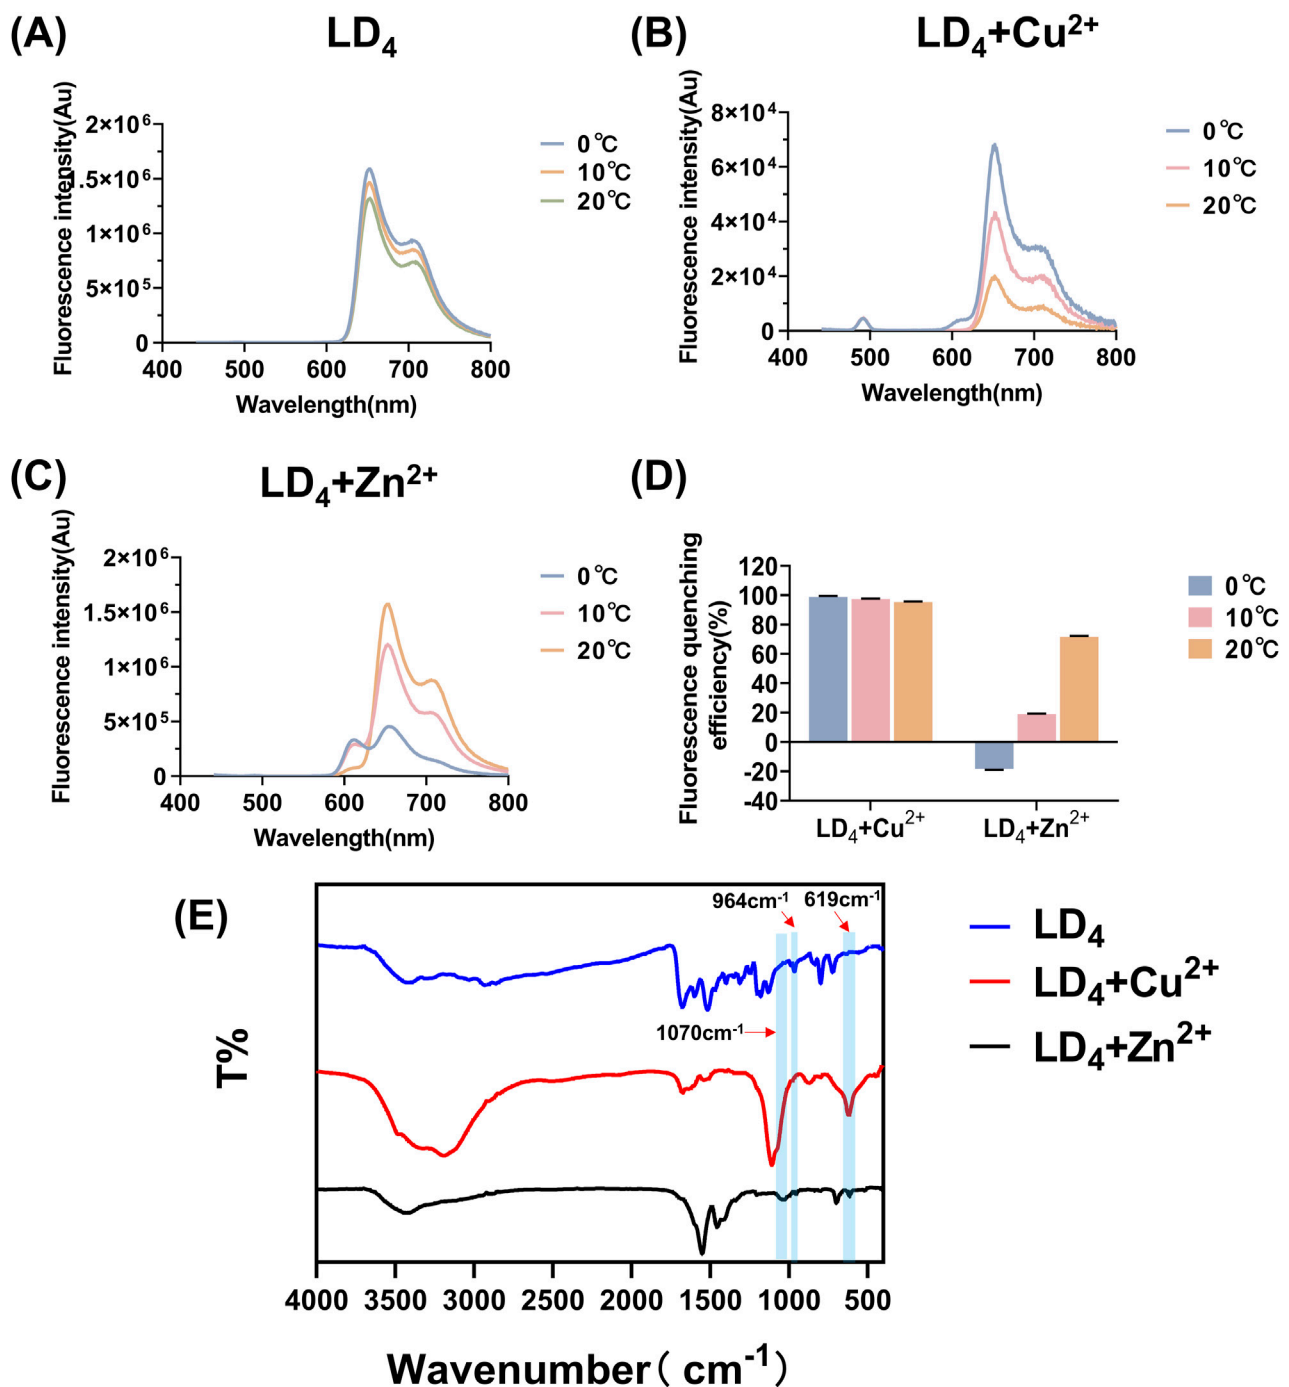 (A)
LD4
Fluorescence intensity(Au)
2×10⁶
1.5×10⁶
1×10⁶
5×10⁵
0
400 500 600 700 800
Wavelength(nm)
0℃
10℃
20℃
(B)
LD4+Cu²⁺
Fluorescence intensity(Au)
8×10⁴
6×10⁴
4×10⁴
2×10⁴
0
400 500 600 700 800
Wavelength(nm)
0℃
10℃
20℃
(C)
LD4+Zn²⁺
Fluorescence intensity(Au)
2×10⁶
1.5×10⁶
1×10⁶
5×10⁵
0
400 500 600 700 800
Wavelength(nm)
0℃
10℃
20℃
(D)
Fluorescence quenching
efficiency(%)
120
100
80
60
40
20
0
-20
-40
LD4+Cu²⁺ LD4+Zn²⁺
0℃
10℃
20℃
(E)
T%
964cm⁻¹ 619cm⁻¹
1070cm⁻¹
4000 3500 3000 2500 2000 1500 1000 500
Wavenumber( cm⁻¹)
LD4
LD4+Cu²⁺
LD4+Zn²⁺